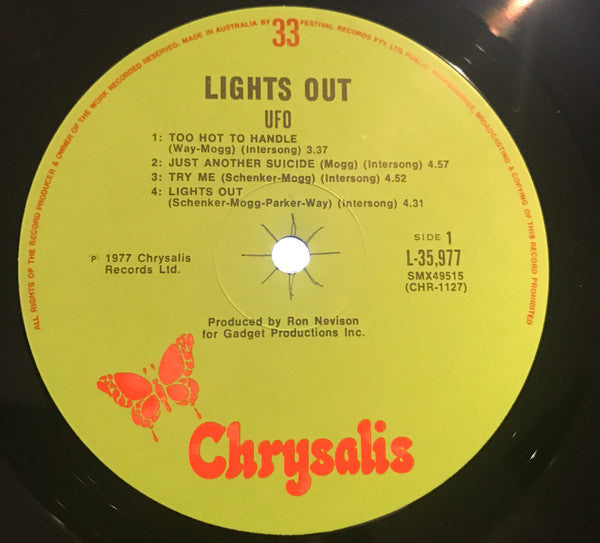 ALL RIGHTS OF THE RECORD PRODUCER & OWNER OF THE WORK RECORDED RESERVED. MADE IN AUSTRALIA BY FESTIVAL RECORDS PTY. LTD. PUBLIC PERFORMANCE, BROADCASTING & COPYING OF THIS RECORD PROHIBITED
33
LIGHTS OUT
UFO
1: TOO HOT TO HANDLE
(Way-Mogg) (Intersong) 3.37
2: JUST ANOTHER SUICIDE (Mogg) (Intersong) 4.57
3: TRY ME (Schenker-Mogg) (Intersong) 4.52
4: LIGHTS OUT
(Schenker-Mogg-Parker-Way) (Intersong) 4.31
℗ 1977 Chrysalis
Records Ltd.
SIDE 1
L-35,977
SMX49515
(CHR-1127)
Produced by Ron Nevison
for Gadget Productions Inc.
Chrysalis